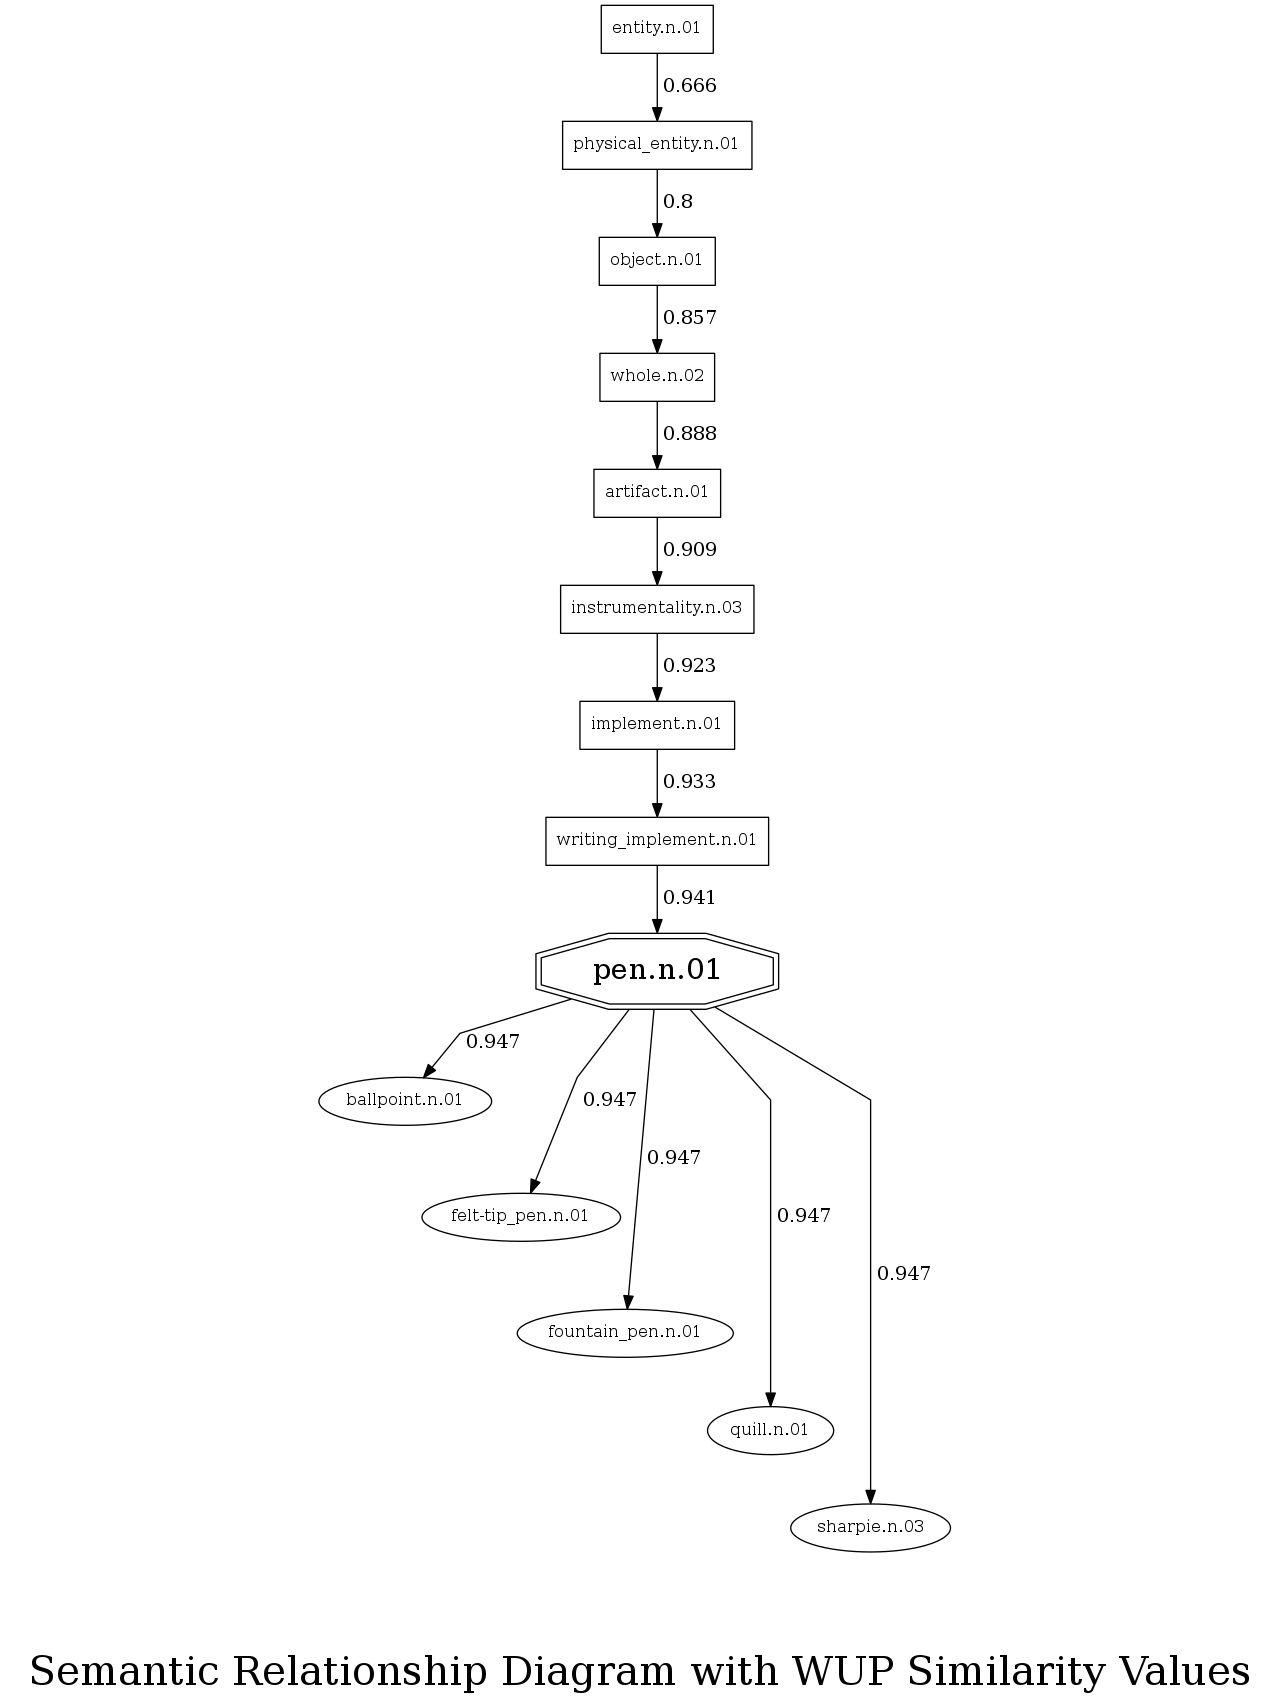 entity.n.01
0.666
physical_entity.n.01
0.8
object.n.01
0.857
whole.n.02
0.888
artifact.n.01
0.909
instrumentality.n.03
0.923
implement.n.01
0.933
writing_implement.n.01
0.941
pen.n.01
0.947
ballpoint.n.01
0.947
felt-tip_pen.n.01
0.947
fountain_pen.n.01
0.947
quill.n.01
0.947
sharpie.n.03
Semantic Relationship Diagram with WUP Similarity Values